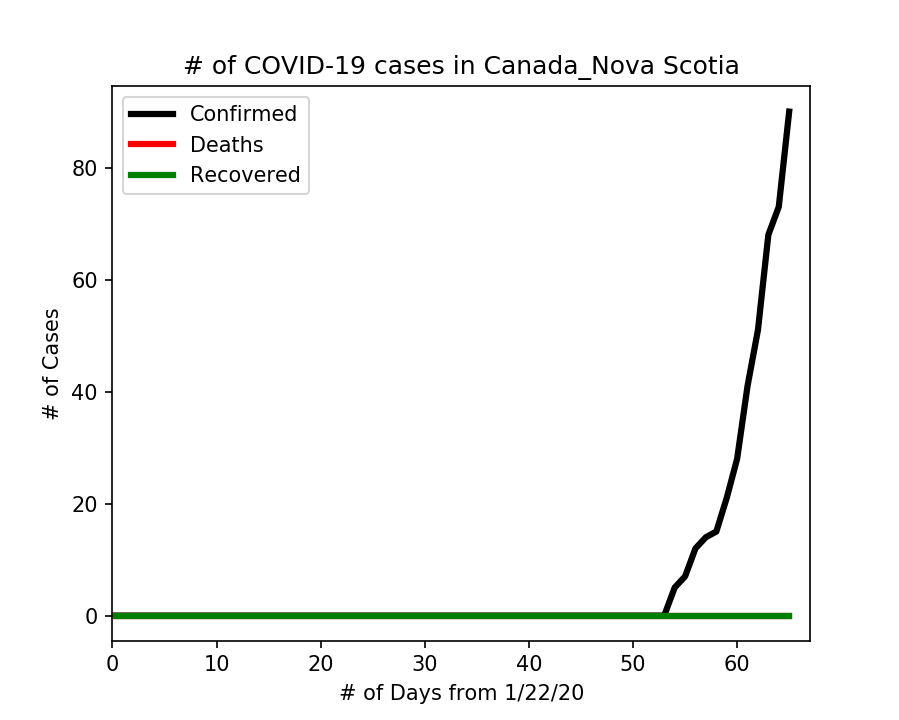 # of COVID-19 cases in Canada_Nova Scotia
Confirmed
Deaths
Recovered
80
60
40
20
0
# of Cases
0 10 20 30 40 50 60
# of Days from 1/22/20